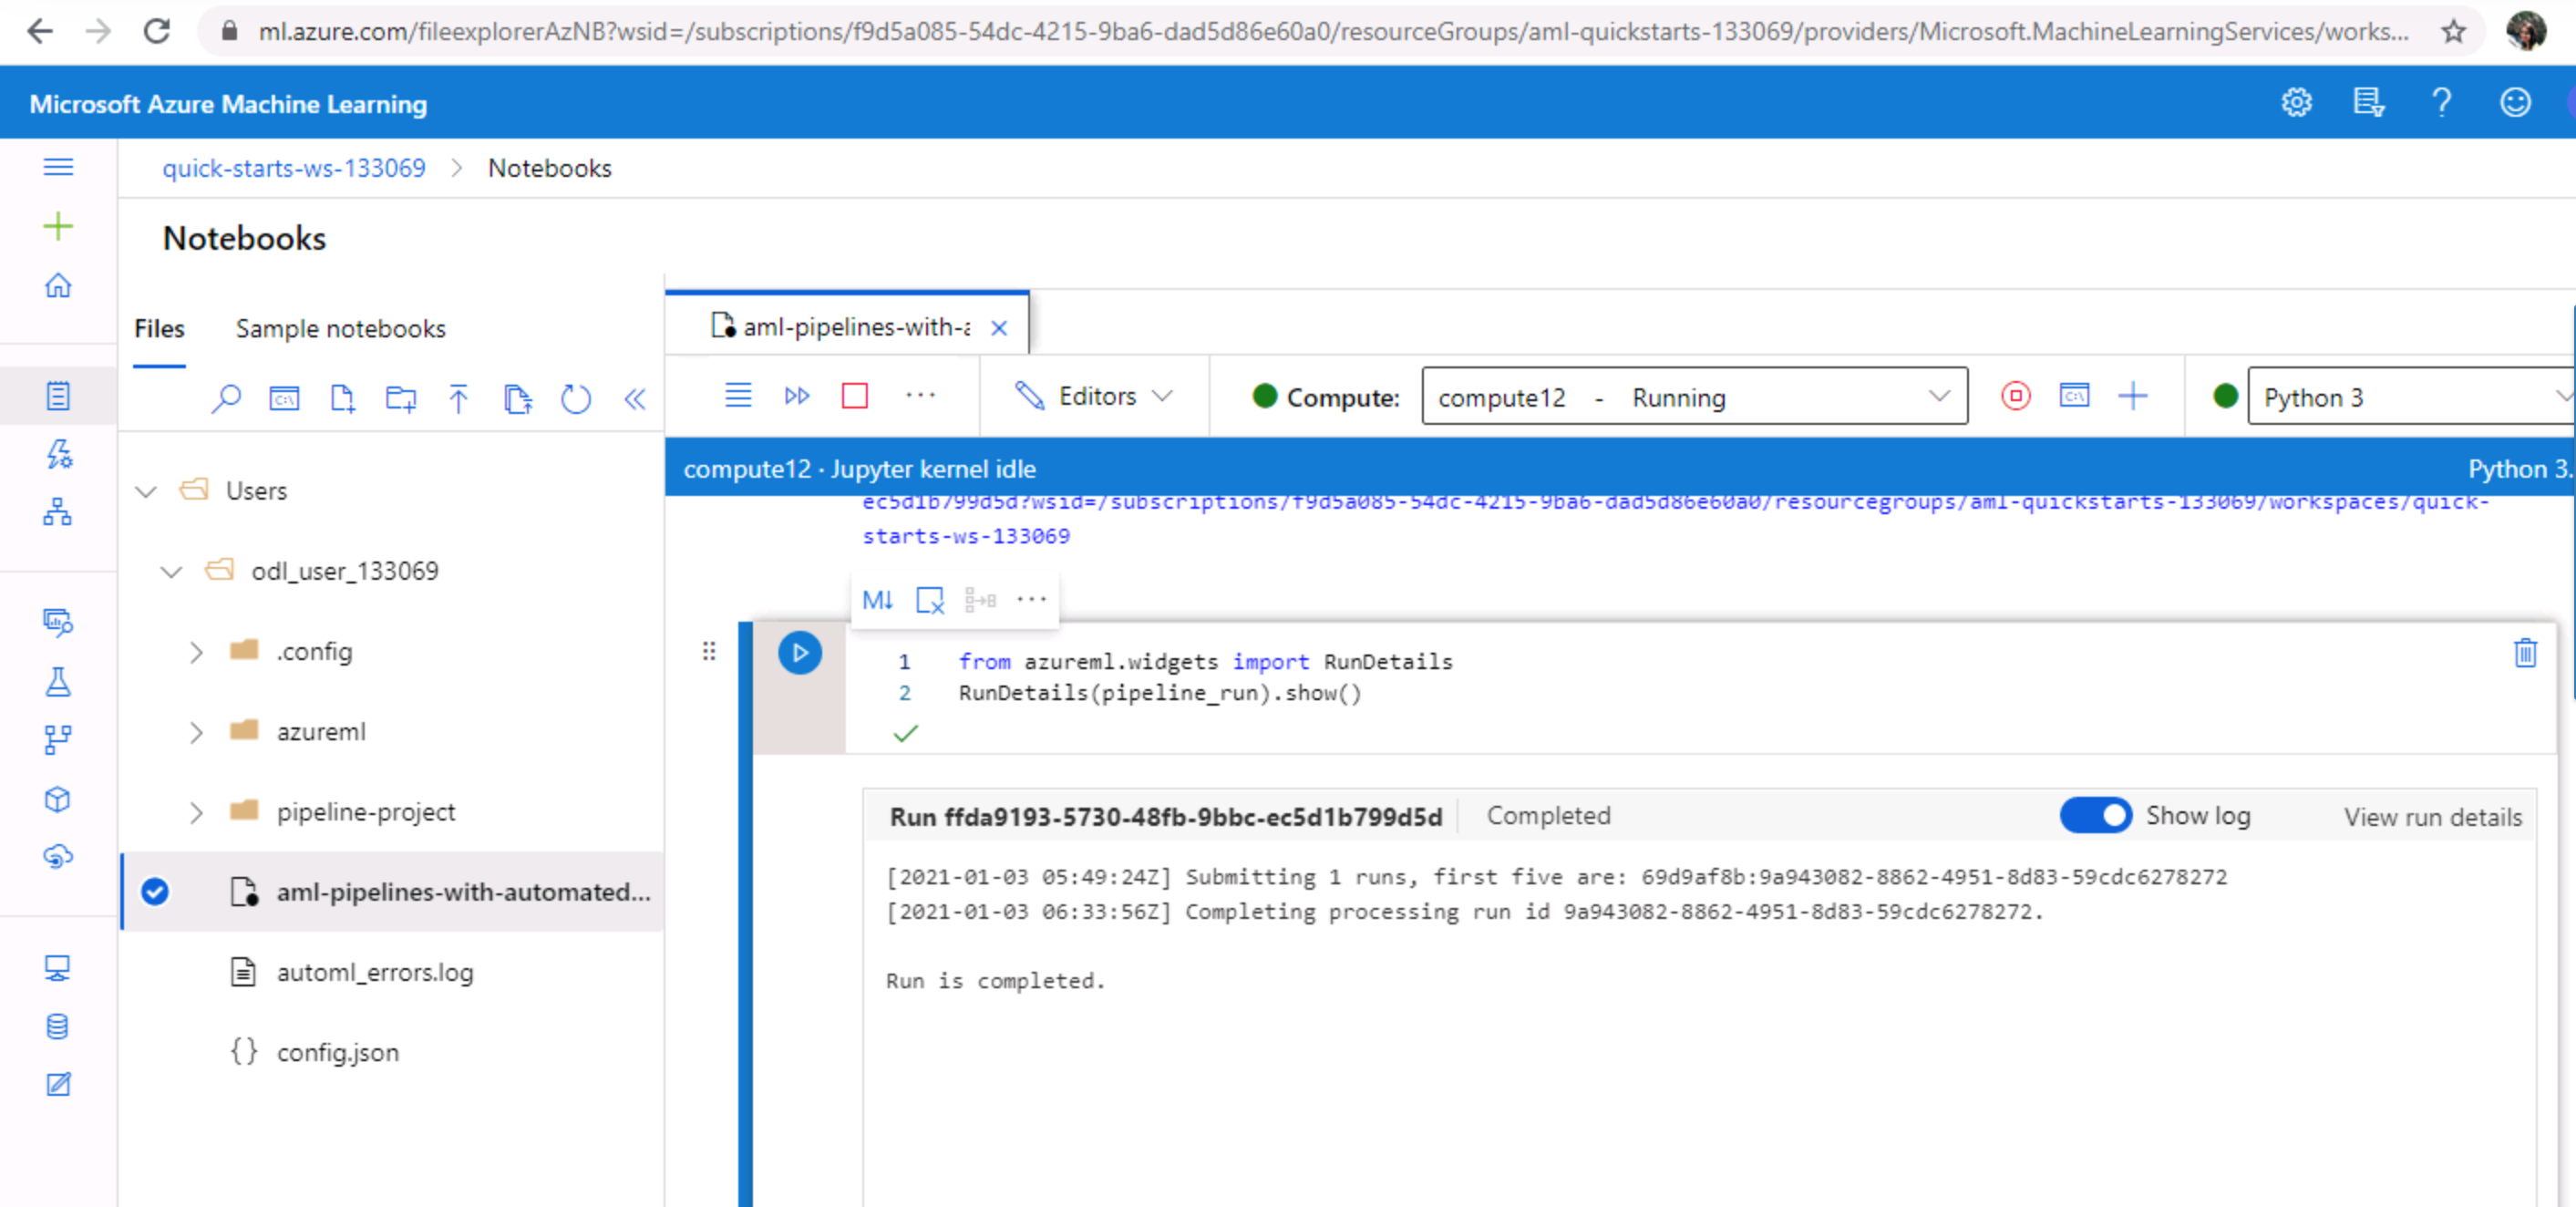 ml.azure.com/fileexplorerAzNB?wsid=/subscriptions/f9d5a085-54dc-4215-9ba6-dad5d86e60a0/resourceGroups/aml-quickstarts-133069/providers/Microsoft.MachineLearningServices/works...
Microsoft Azure Machine Learning
quick-starts-ws-133069 > Notebooks
Notebooks
Files Sample notebooks
aml-pipelines-with-a
Editors
Compute: compute12 - Running
Python 3
compute12 · Jupyter kernel idle
Python 3.
ec5d1b799d5d?wsid=/subscriptions/f9d5a085-54dc-4215-9ba6-dad5d86e60a0/resourcegroups/aml-quickstarts-133069/workspaces/quick-
starts-ws-133069
Users
odl_user_133069
.config
azureml
pipeline-project
aml-pipelines-with-automated...
automl_errors.log
{} config.json
M↓
1 from azureml.widgets import RunDetails
2 RunDetails(pipeline_run).show()
Run ffda9193-5730-48fb-9bbc-ec5d1b799d5d Completed Show log View run details
[2021-01-03 05:49:24Z] Submitting 1 runs, first five are: 69d9af8b:9a943082-8862-4951-8d83-59cdc6278272
[2021-01-03 06:33:56Z] Completing processing run id 9a943082-8862-4951-8d83-59cdc6278272.
Run is completed.